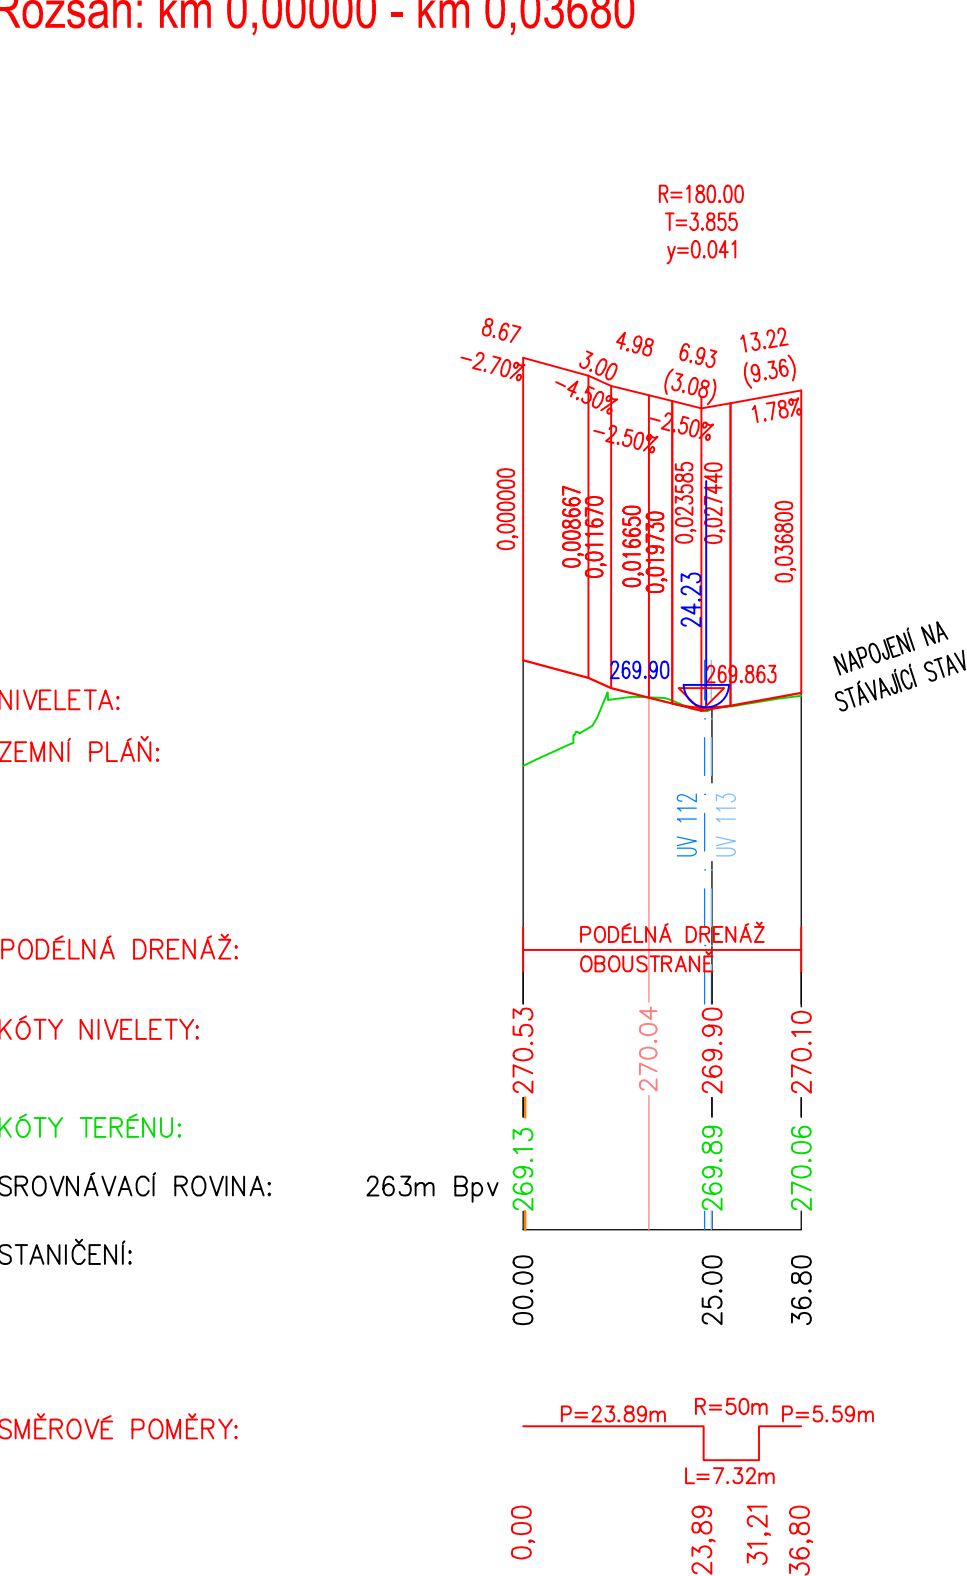 Rozsah: km 0,00000 - km 0,03680
R=180.00
T=3.855
y=0.041
8.67
-2.70%
3.00
-4.50%
4.98
-2.50%
6.93
(3.08)
-2.50%
13.22
(9.36)
1.78%
0,000000
0,008667
0,011670
0,016650
0,019730
0,023585
0,027440
0,036800
24.23
269.90
269.863
NAPOJENÍ NA
STÁVAJÍCÍ STAV
NIVELETA:
ZEMNÍ PLÁŇ:
UV 112
UV 113
PODÉLNÁ DRENÁŽ:
PODÉLNÁ DRENÁŽ
OBOUSTRANĚ
KÓTY NIVELETY:
270.53
270.04
269.90
270.10
KÓTY TERÉNU:
269.13
269.89
270.06
SROVNÁVACÍ ROVINA:
263m Bpv
STANIČENÍ:
00.00
25.00
36.80
SMĚROVÉ POMĚRY:
P=23.89m
R=50m
P=5.59m
L=7.32m
0,00
23,89
31,21
36,80